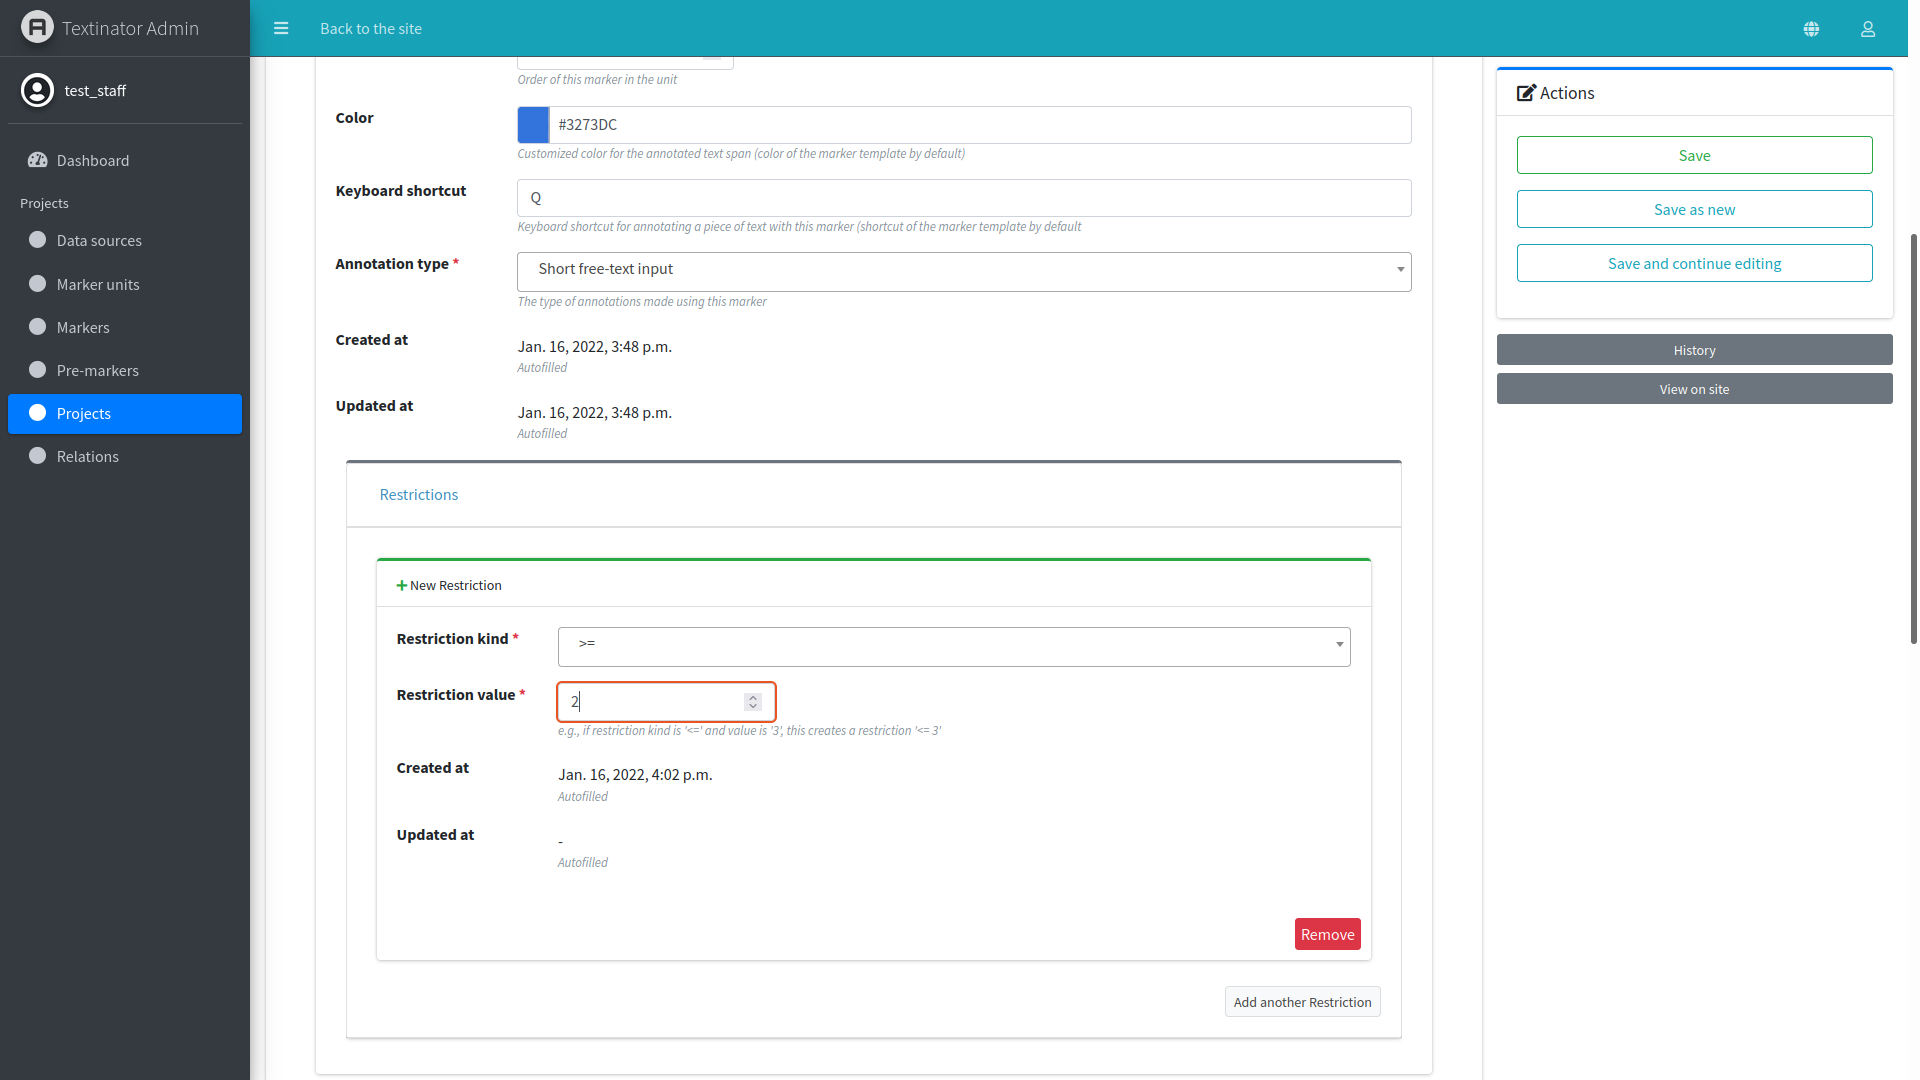 Textinator Admin
Back to the site
test_staff
Dashboard
Projects
Data sources
Marker units
Markers
Pre-markers
Projects
Relations
Order of this marker in the unit
Color
#3273DC
Customized color for the annotated text span (color of the marker template by default)
Keyboard shortcut
Q
Keyboard shortcut for annotating a piece of text with this marker (shortcut of the marker template by default
Annotation type *
Short free-text input
The type of annotations made using this marker
Created at
Jan. 16, 2022, 3:48 p.m.
Autofilled
Updated at
Jan. 16, 2022, 3:48 p.m.
Autofilled
Restrictions
New Restriction
Restriction kind *
>=
Restriction value *
2
e.g., if restriction kind is '<=' and value is '3', this creates a restriction '<= 3'
Created at
Jan. 16, 2022, 4:02 p.m.
Autofilled
Updated at
-
Autofilled
Remove
Add another Restriction
Actions
Save
Save as new
Save and continue editing
History
View on site